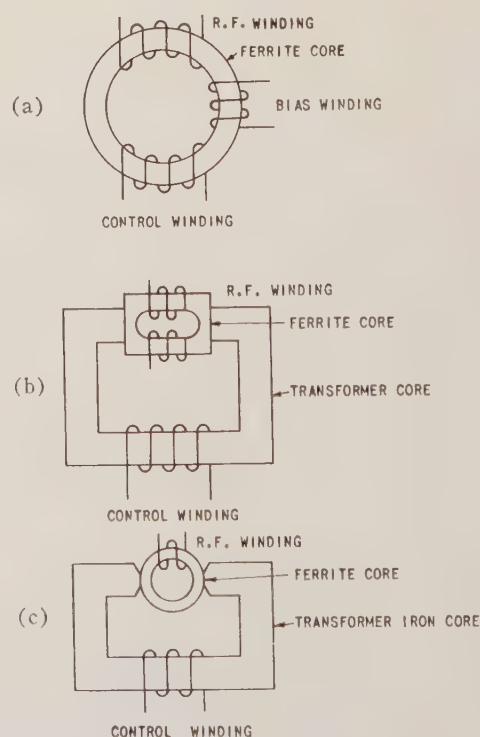 R.F. WINDING
FERRITE CORE
(a)
BIAS WINDING
CONTROL WINDING
R.F. WINDING
FERRITE CORE
(b)
TRANSFORMER CORE
CONTROL WINDING
R.F. WINDING
FERRITE CORE
(c)
TRANSFORMER IRON CORE
CONTROL WINDING